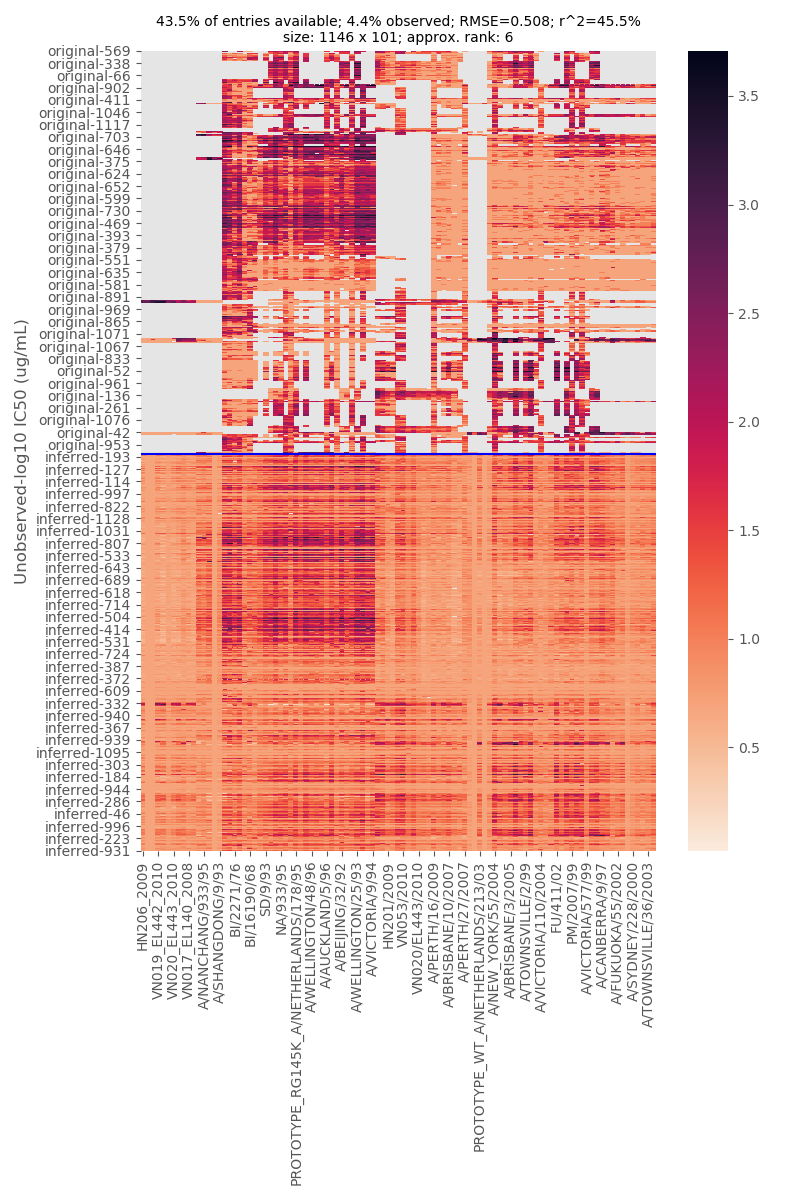 43.5% of entries available; 4.4% observed; RMSE=0.508; r^2=45.5%
size: 1146 x 101; approx. rank: 6
Unobserved-log10 IC50 (ug/mL)
original-569
original-338
original-66
original-902
original-411
original-1046
original-1117
original-703
original-646
original-375
original-624
original-652
original-599
original-730
original-469
original-393
original-379
original-551
original-635
original-581
original-891
original-969
original-865
original-1071
original-1067
original-833
original-52
original-961
original-136
original-261
original-1076
original-42
original-953
inferred-193
inferred-127
inferred-114
inferred-997
inferred-822
inferred-1128
inferred-1031
inferred-807
inferred-533
inferred-643
inferred-689
inferred-618
inferred-714
inferred-504
inferred-414
inferred-531
inferred-724
inferred-387
inferred-372
inferred-609
inferred-332
inferred-940
inferred-367
inferred-939
inferred-1095
inferred-303
inferred-184
inferred-944
inferred-286
inferred-46
inferred-996
inferred-223
inferred-931
3.5
3.0
2.5
2.0
1.5
1.0
0.5
HN206_2009
VN019_EL442_2010
VN020_EL443_2010
VN017_EL140_2008
A/NANCHANG/933/95
A/SHANGDONG/9/93
BI/2271/76
BI/16190/68
SD/9/93
NA/933/95
PROTOTYPE_RG145K_A/NETHERLANDS/178/95
A/WELLINGTON/48/96
A/AUCKLAND/5/96
A/BEIJING/32/92
A/WELLINGTON/25/93
A/VICTORIA/9/94
HN201/2009
VN053/2010
VN020/EL443/2010
A/PERTH/16/2009
A/BRISBANE/10/2007
A/PERTH/27/2007
PROTOTYPE_WT_A/NETHERLANDS/213/03
A/NEW_YORK/55/2004
A/BRISBANE/3/2005
A/TOWNSVILLE/2/99
A/VICTORIA/110/2004
FU/411/02
PM/2007/99
A/VICTORIA/577/99
A/CANBERRA/9/97
A/FUKUOKA/55/2002
A/SYDNEY/228/2000
A/TOWNSVILLE/36/2003